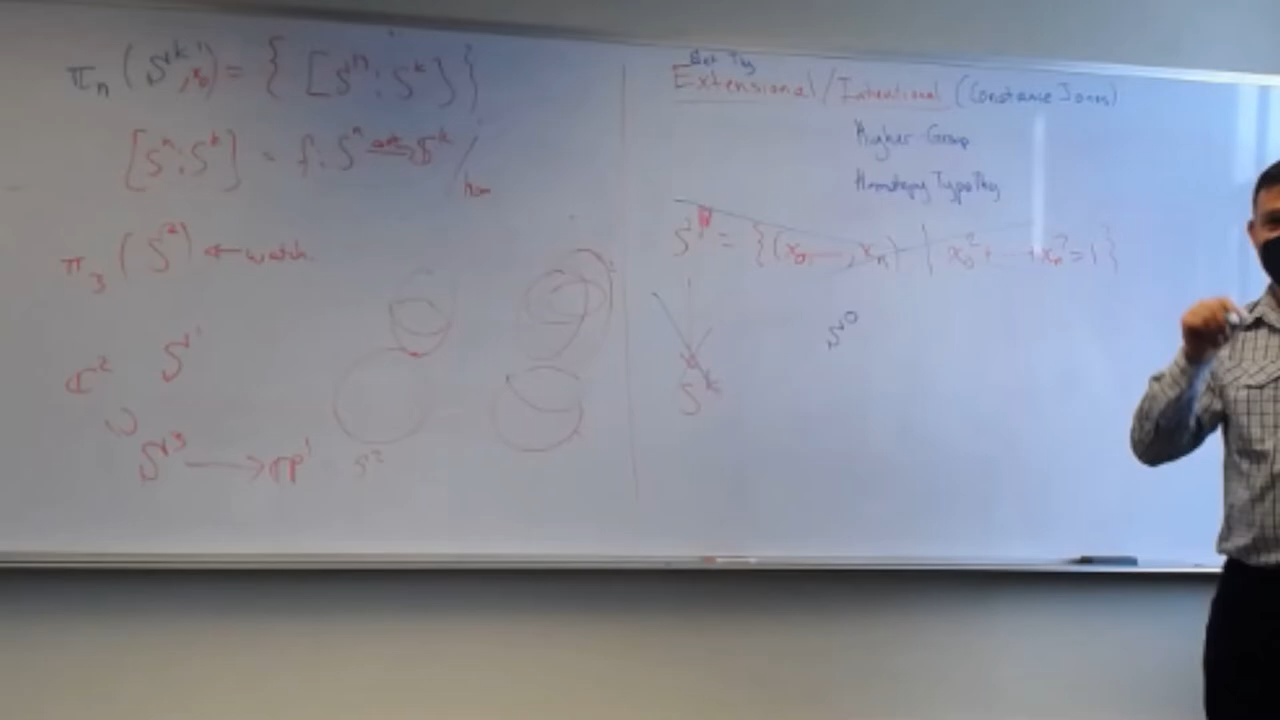 π_n (S^k, x_0) = { [S^n : S^k] }
[S^n : S^k] = f : S^n → S^k / hom
π_3 (S^2) ← watch
S^1
C^2
∪
S^3 → CP^1
S^2
Set Thy
Extensional / Intentional (Constance Jones)
Higher Group
Homotopy Type Thy
S^n = { (x_0, — , x_n) | x_0^2 + — + x_n^2 = 1 }
S^0
S^k